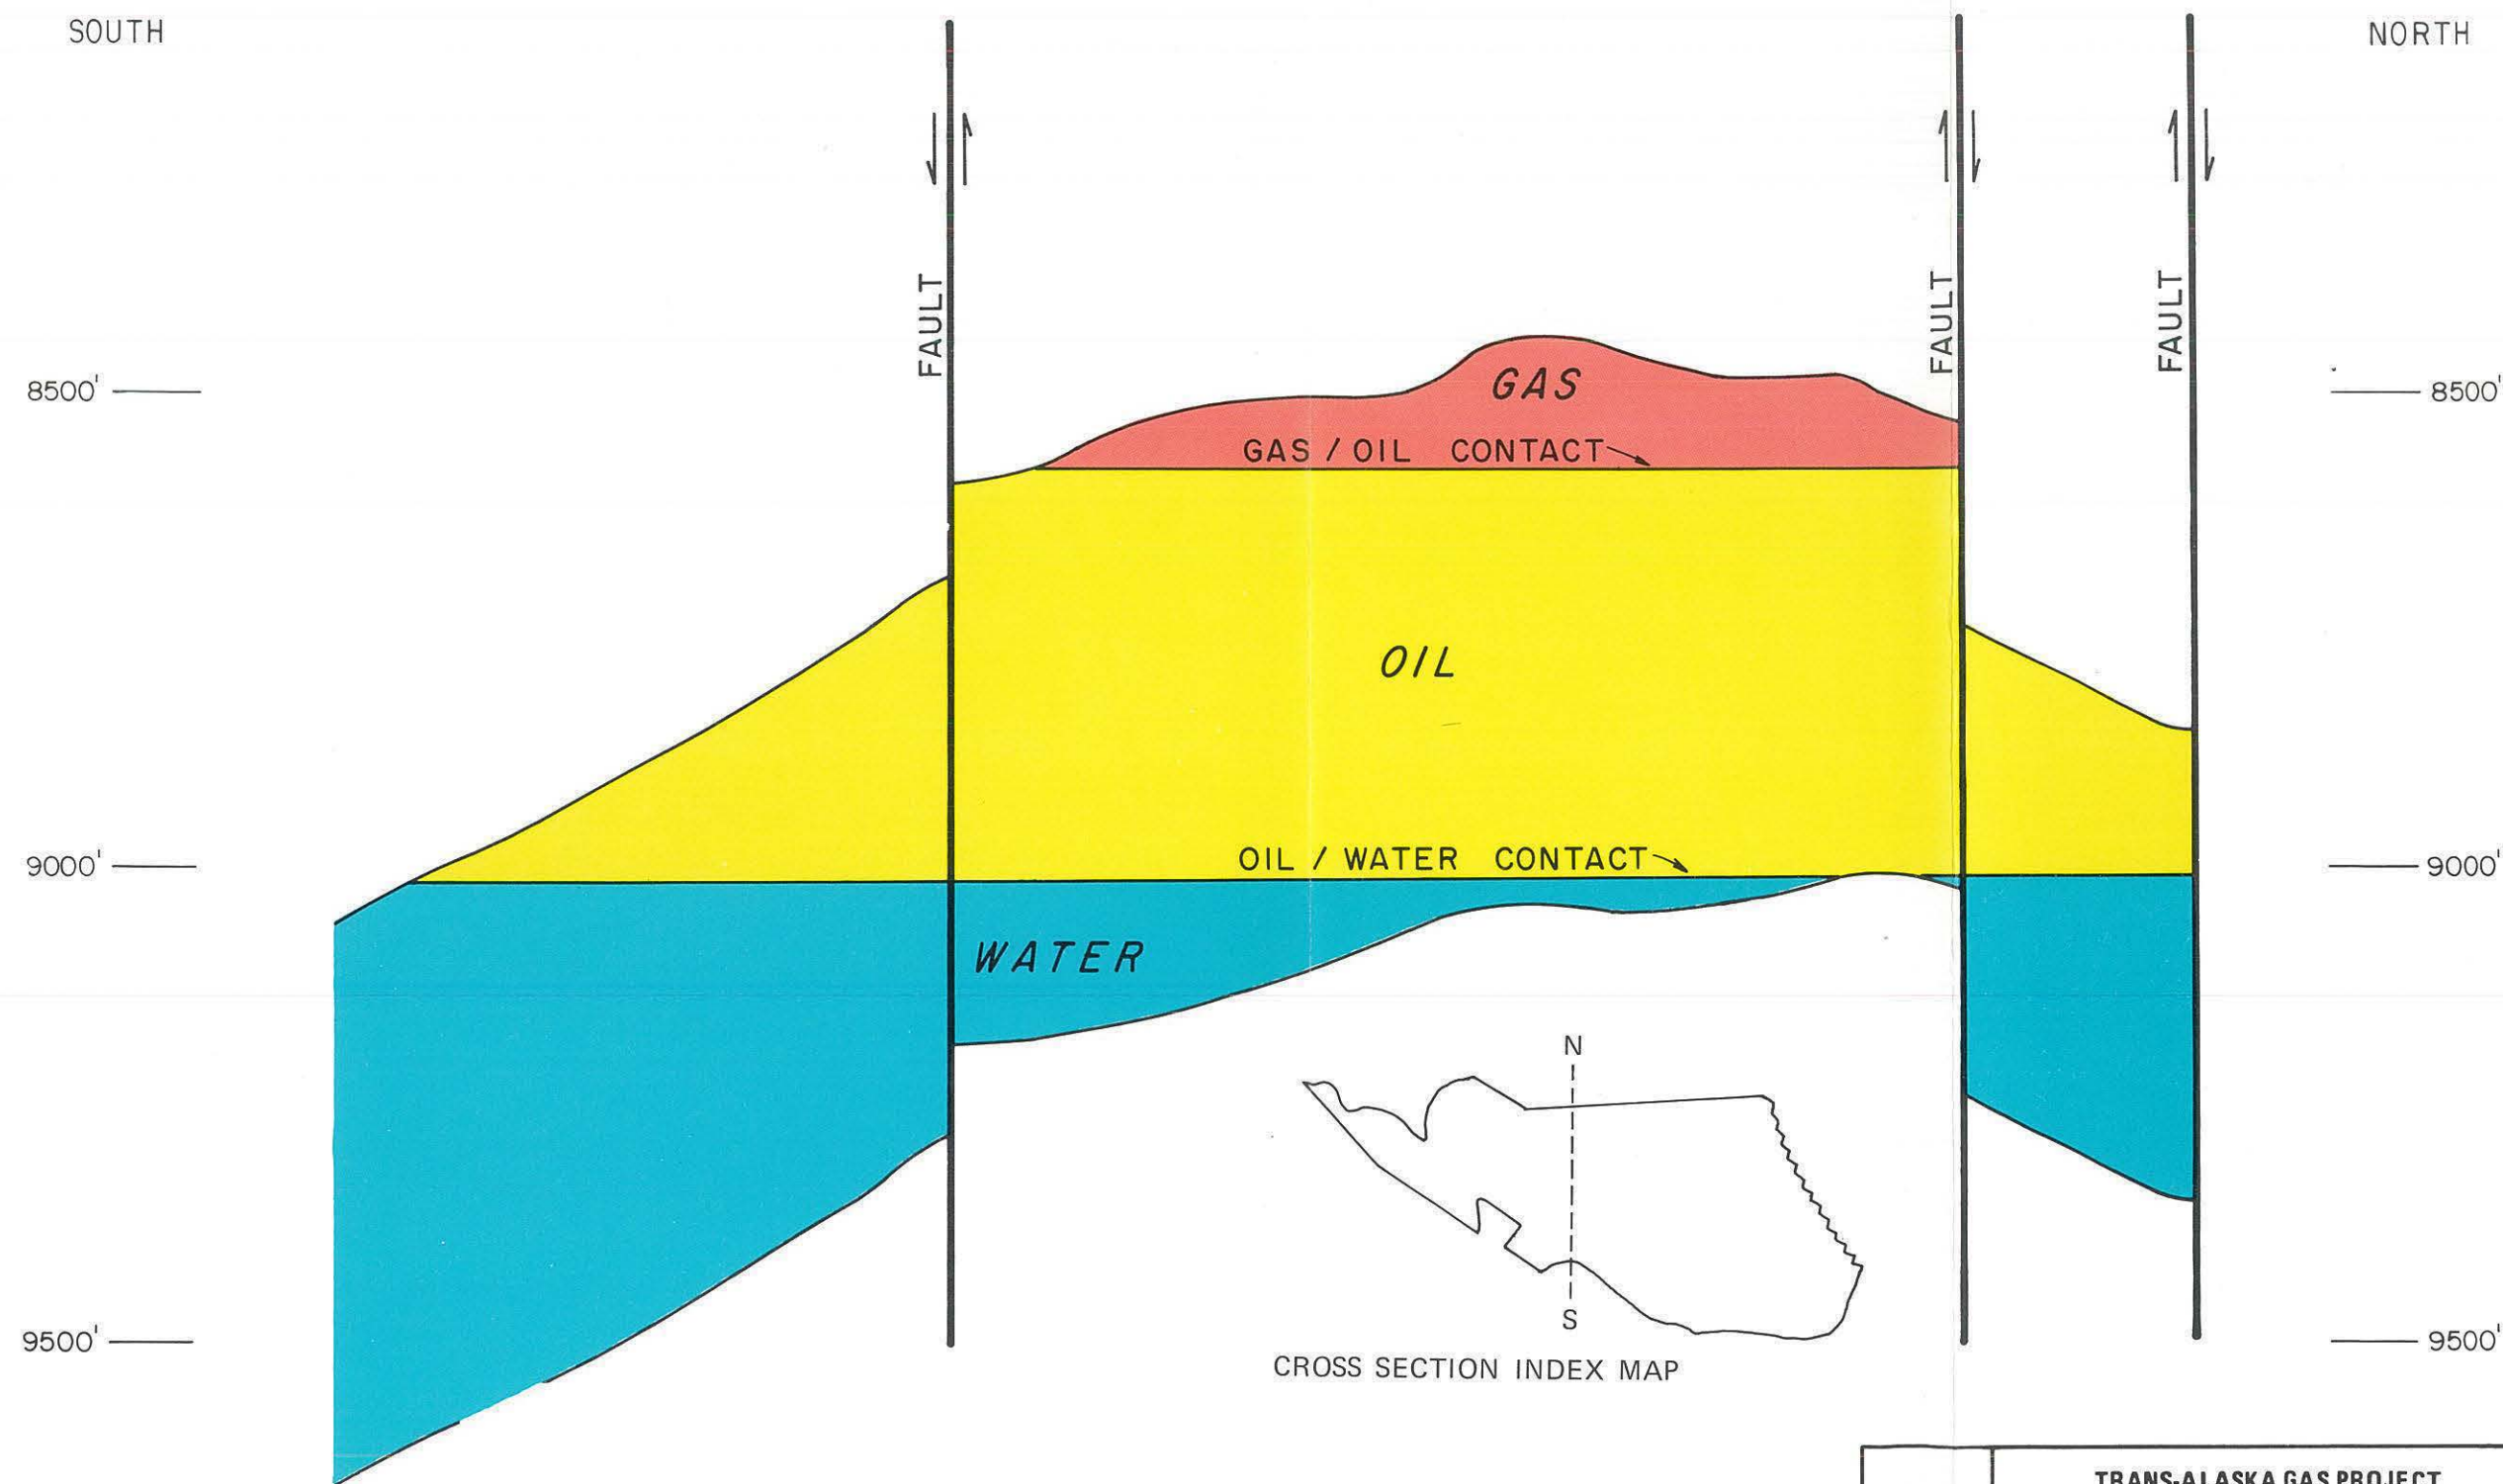 SOUTH
NORTH
FAULT
FAULT
FAULT
8500'
8500'
GAS
GAS / OIL CONTACT
OIL
OIL / WATER CONTACT
9000'
9000'
WATER
N
S
9500'
9500'
CROSS SECTION INDEX MAP
TRANS-ALASKA GAS PROJECT